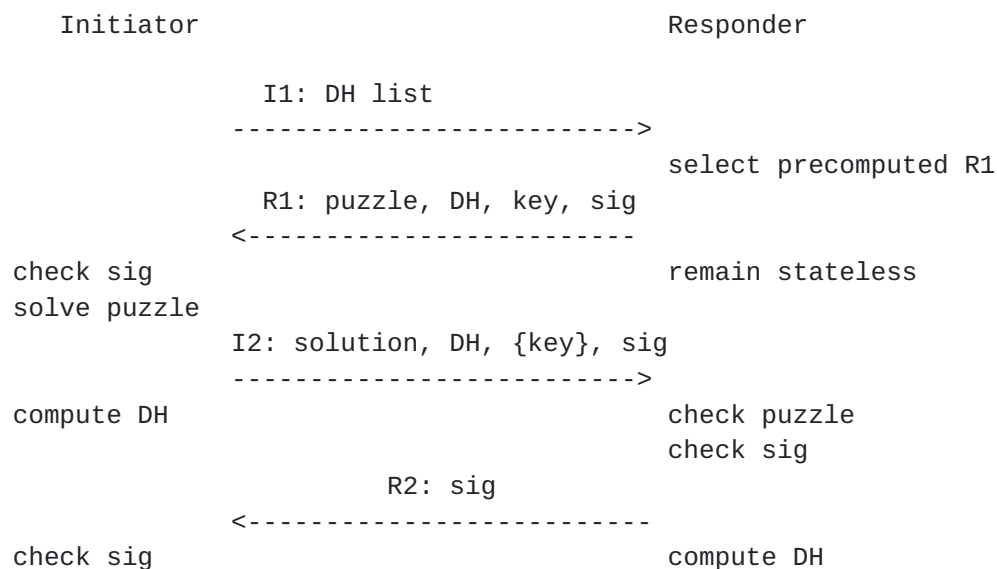 Initiator                              Responder
I1: DH list
-------------------------->
select precomputed R1
R1: puzzle, DH, key, sig
<-------------------------
check sig                              remain stateless
solve puzzle
I2: solution, DH, {key}, sig
-------------------------->
compute DH                             check puzzle
check sig
R2: sig
<--------------------------
check sig                              compute DH